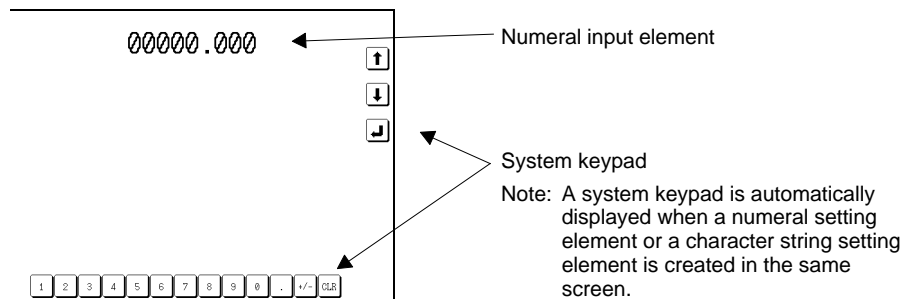 00000.000
Numeral input element
System keypad
Note: A system keypad is automatically
displayed when a numeral setting
element or a character string setting
element is created in the same
screen.
1 2 3 4 5 6 7 8 9 0 . +/- CLR